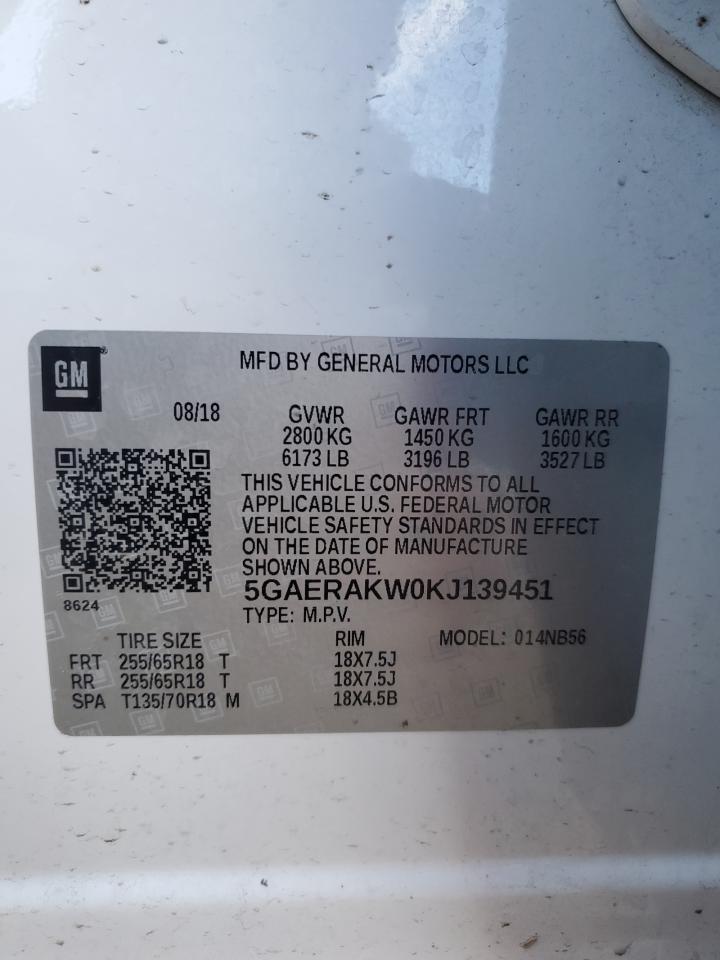 GM
MFD BY GENERAL MOTORS LLC
08/18 GVWR GAWR FRT GAWR RR
2800 KG 1450 KG 1600 KG
6173 LB 3196 LB 3527 LB
THIS VEHICLE CONFORMS TO ALL
APPLICABLE U.S. FEDERAL MOTOR
VEHICLE SAFETY STANDARDS IN EFFECT
ON THE DATE OF MANUFACTURE
SHOWN ABOVE.
8624
5GAERAKW0KJ139451
TYPE: M.P.V.
TIRE SIZE RIM MODEL: 014NB56
FRT 255/65R18 T 18X7.5J
RR 255/65R18 T 18X7.5J
SPA T135/70R18 M 18X4.5B